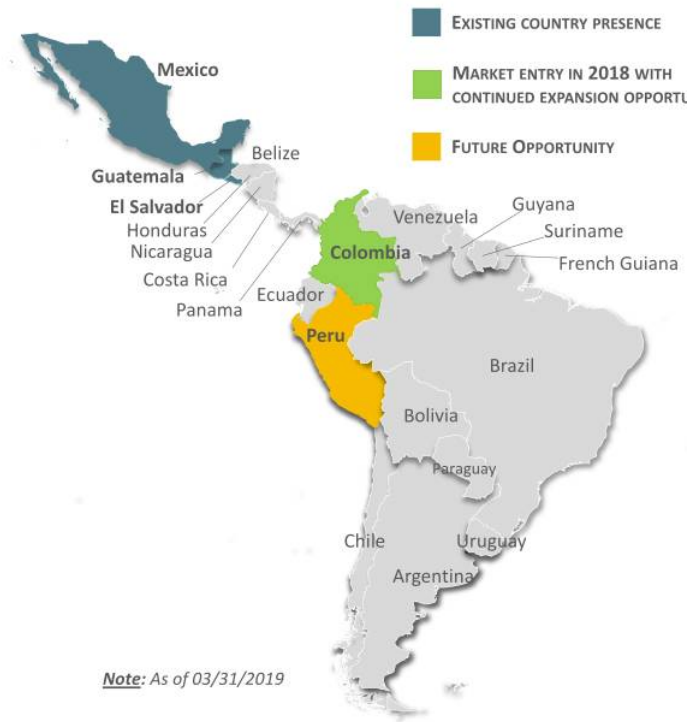 EXISTING COUNTRY PRESENCE
MARKET ENTRY IN 2018 WITH
CONTINUED EXPANSION OPPORTU
FUTURE OPPORTUNITY
Mexico
Belize
Guatemala
El Salvador
Honduras
Nicaragua
Costa Rica
Panama
Venezuela
Guyana
Suriname
French Guiana
Colombia
Ecuador
Peru
Brazil
Bolivia
Paraguay
Chile
Uruguay
Argentina
Note: As of 03/31/2019